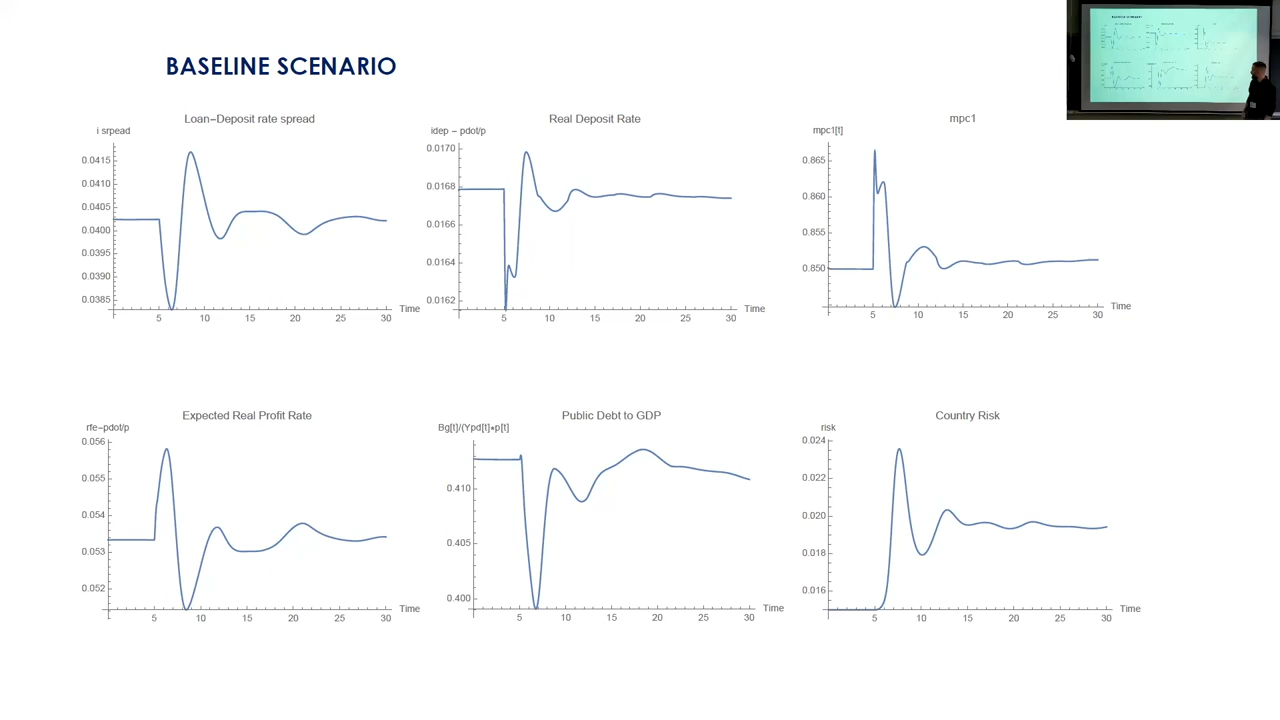 BASELINE SCENARIO
Loan-Deposit rate spread
i srpead
0.0415
0.0410
0.0405
0.0400
0.0395
0.0390
0.0385
5 10 15 20 25 30
Time
Real Deposit Rate
idep - pdot/p
0.0170
0.0168
0.0166
0.0164
0.0162
5 10 15 20 25 30
Time
mpc1
mpc1[t]
0.865
0.860
0.855
0.850
5 10 15 20 25 30
Time
Expected Real Profit Rate
rfe-pdot/p
0.056
0.055
0.054
0.053
0.052
5 10 15 20 25 30
Time
Public Debt to GDP
Bg[t]/(Ypd[t]*p[t]
0.410
0.405
0.400
5 10 15 20 25 30
Time
Country Risk
risk
0.024
0.022
0.020
0.018
0.016
5 10 15 20 25 30
Time
BASELINE SCENARIO